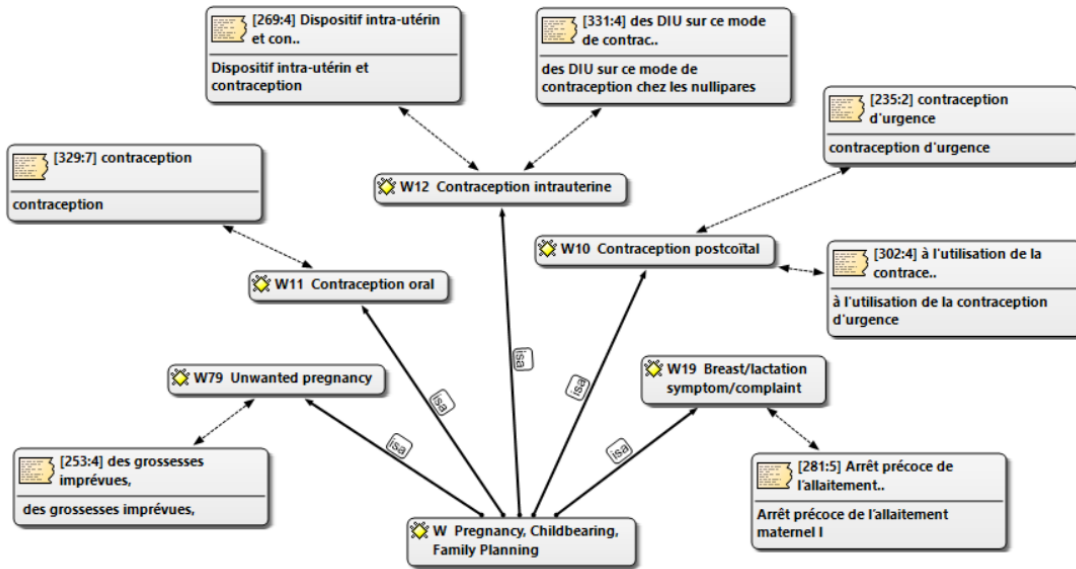 [269:4] Dispositif intra-utérin
et con..
Dispositif intra-utérin et
contraception
[331:4] des DIU sur ce mode
de contrac..
des DIU sur ce mode de
contraception chez les nullipares
[235:2] contraception
d'urgence
contraception d'urgence
[329:7] contraception
contraception
W12 Contraception intrauterine
W10 Contraception postcoïtal
[302:4] à l'utilisation de la
contrace..
à l'utilisation de la contraception
d'urgence
W11 Contraception oral
isa
isa
isa
isa
isa
W79 Unwanted pregnancy
W19 Breast/lactation
symptom/complaint
[253:4] des grossesses
imprévues,
des grossesses imprévues,
[281:5] Arrêt précoce de
l'allaitement..
Arrêt précoce de l'allaitement
maternel I
W Pregnancy, Childbearing,
Family Planning